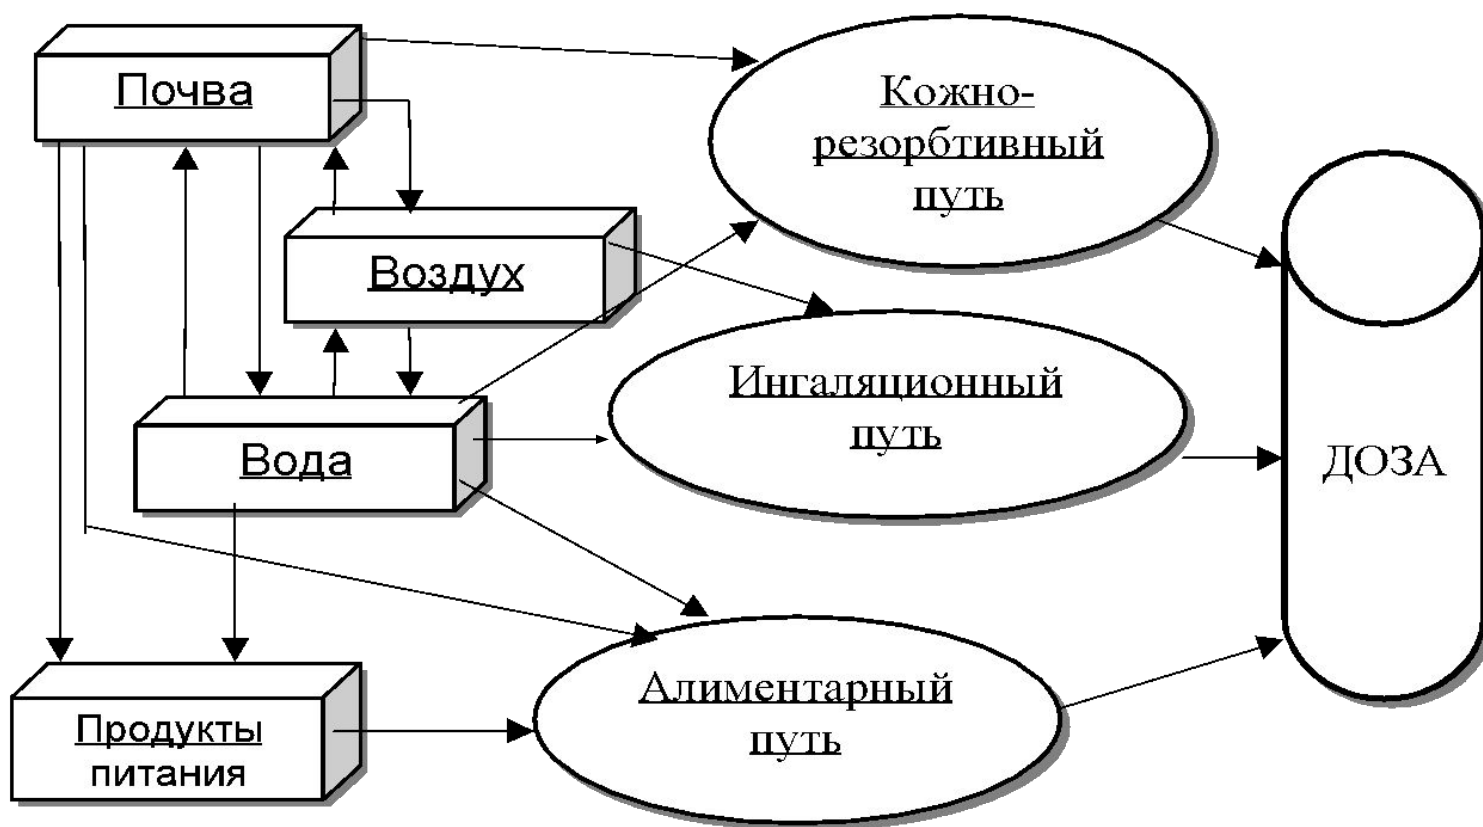 Почва
Кожно-
резорбтивный
путь
Воздух
Ингаляционный
путь
Вода
ДОЗА
Алиментарный
путь
Продукты
питания